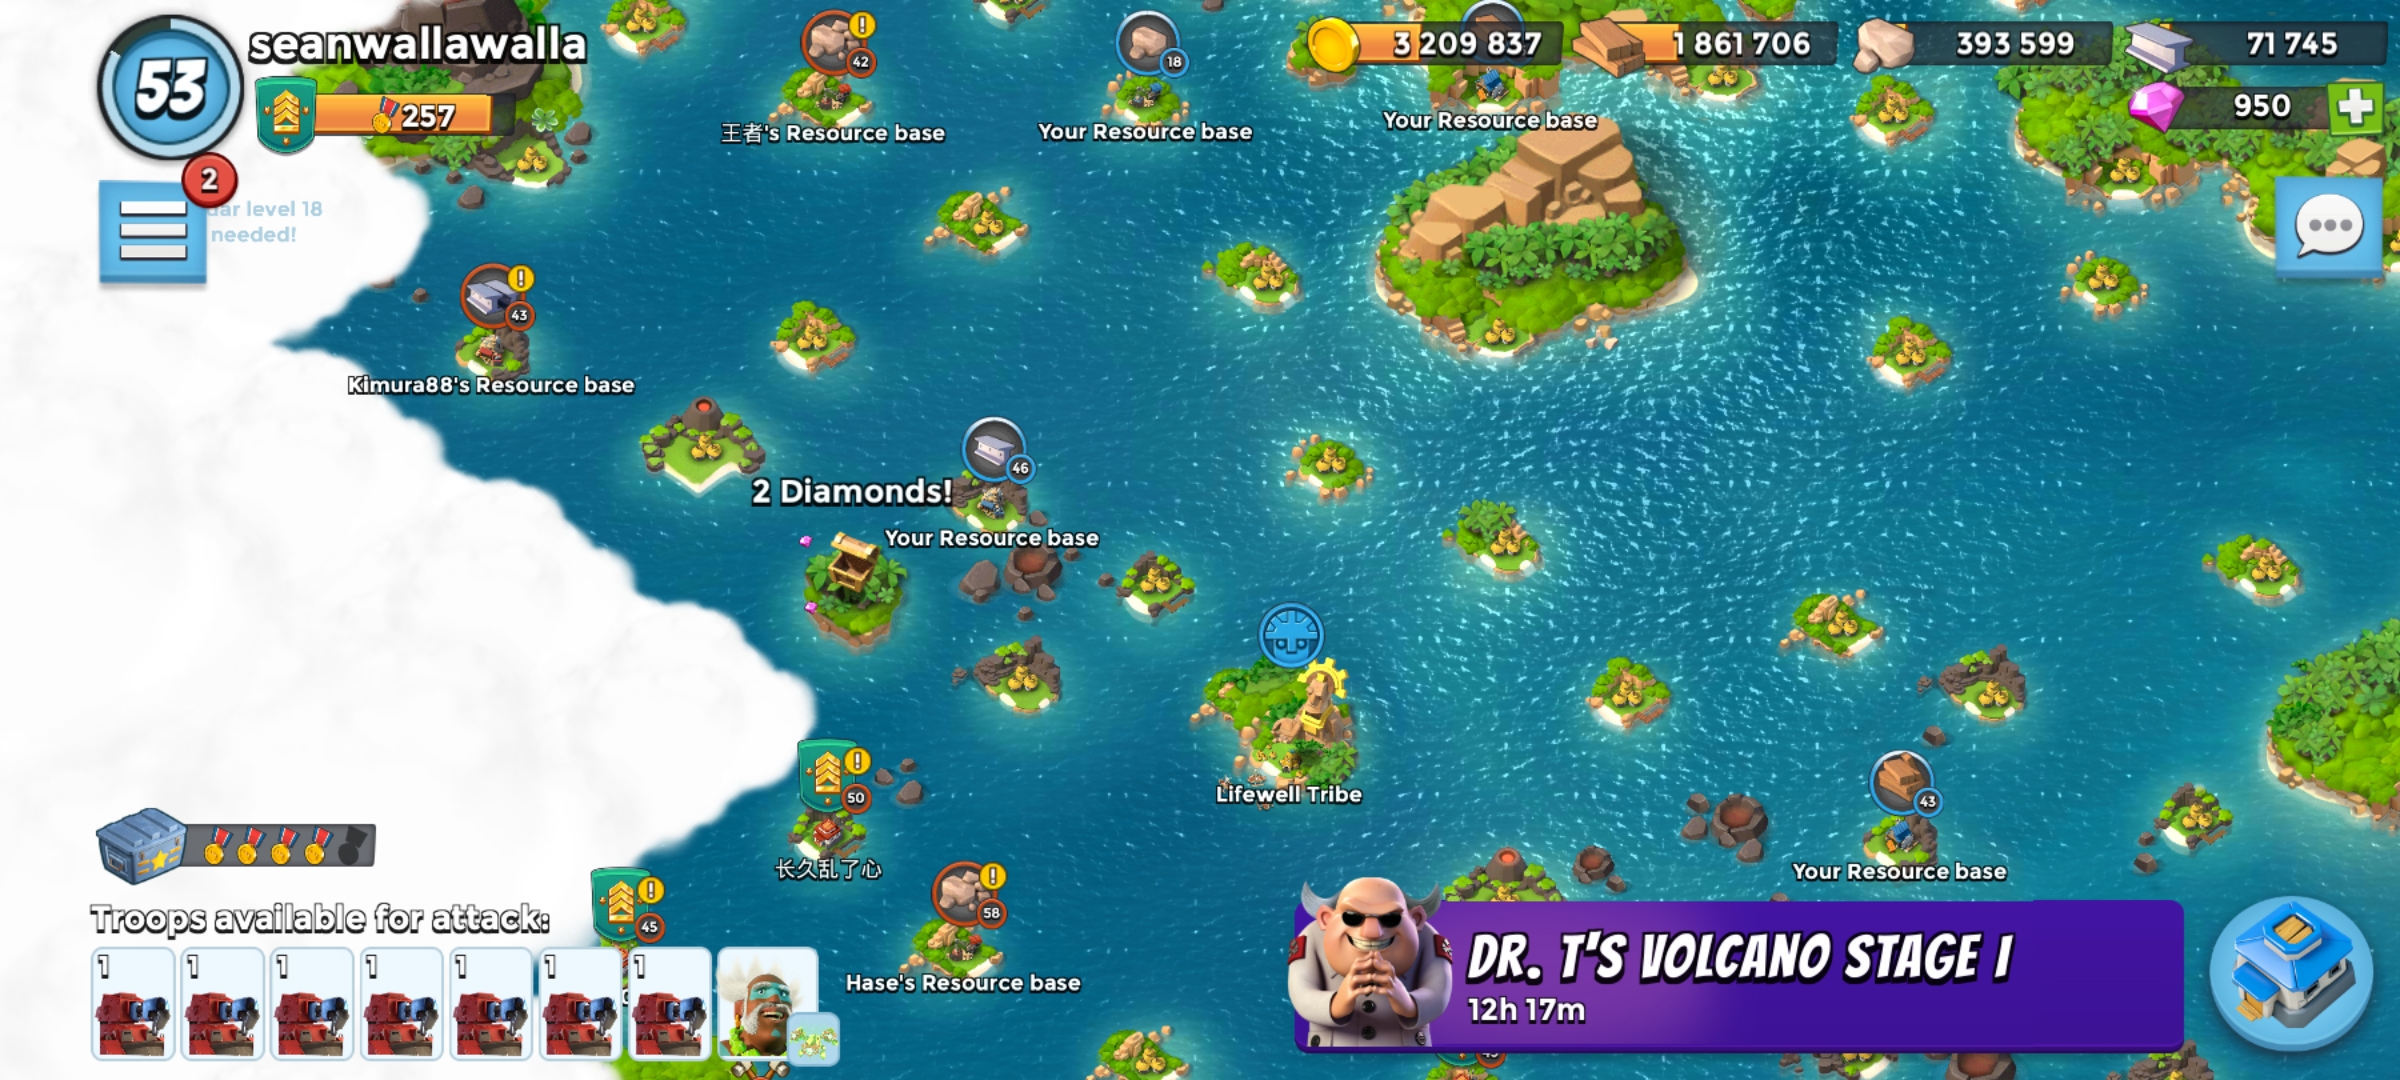 53
seanwallawalla
257
2
dar level 18
needed!
42
王者's Resource base
18
Your Resource base
Your Resource base
3 209 837
1 861 706
393 599
71 745
950
43
Kimura88's Resource base
46
2 Diamonds!
Your Resource base
Lifewell Tribe
50
长久乱了心
43
Your Resource base
45
58
Hase's Resource base
Troops available for attack:
1
1
1
1
1
1
1
DR. T'S VOLCANO STAGE I
12h 17m